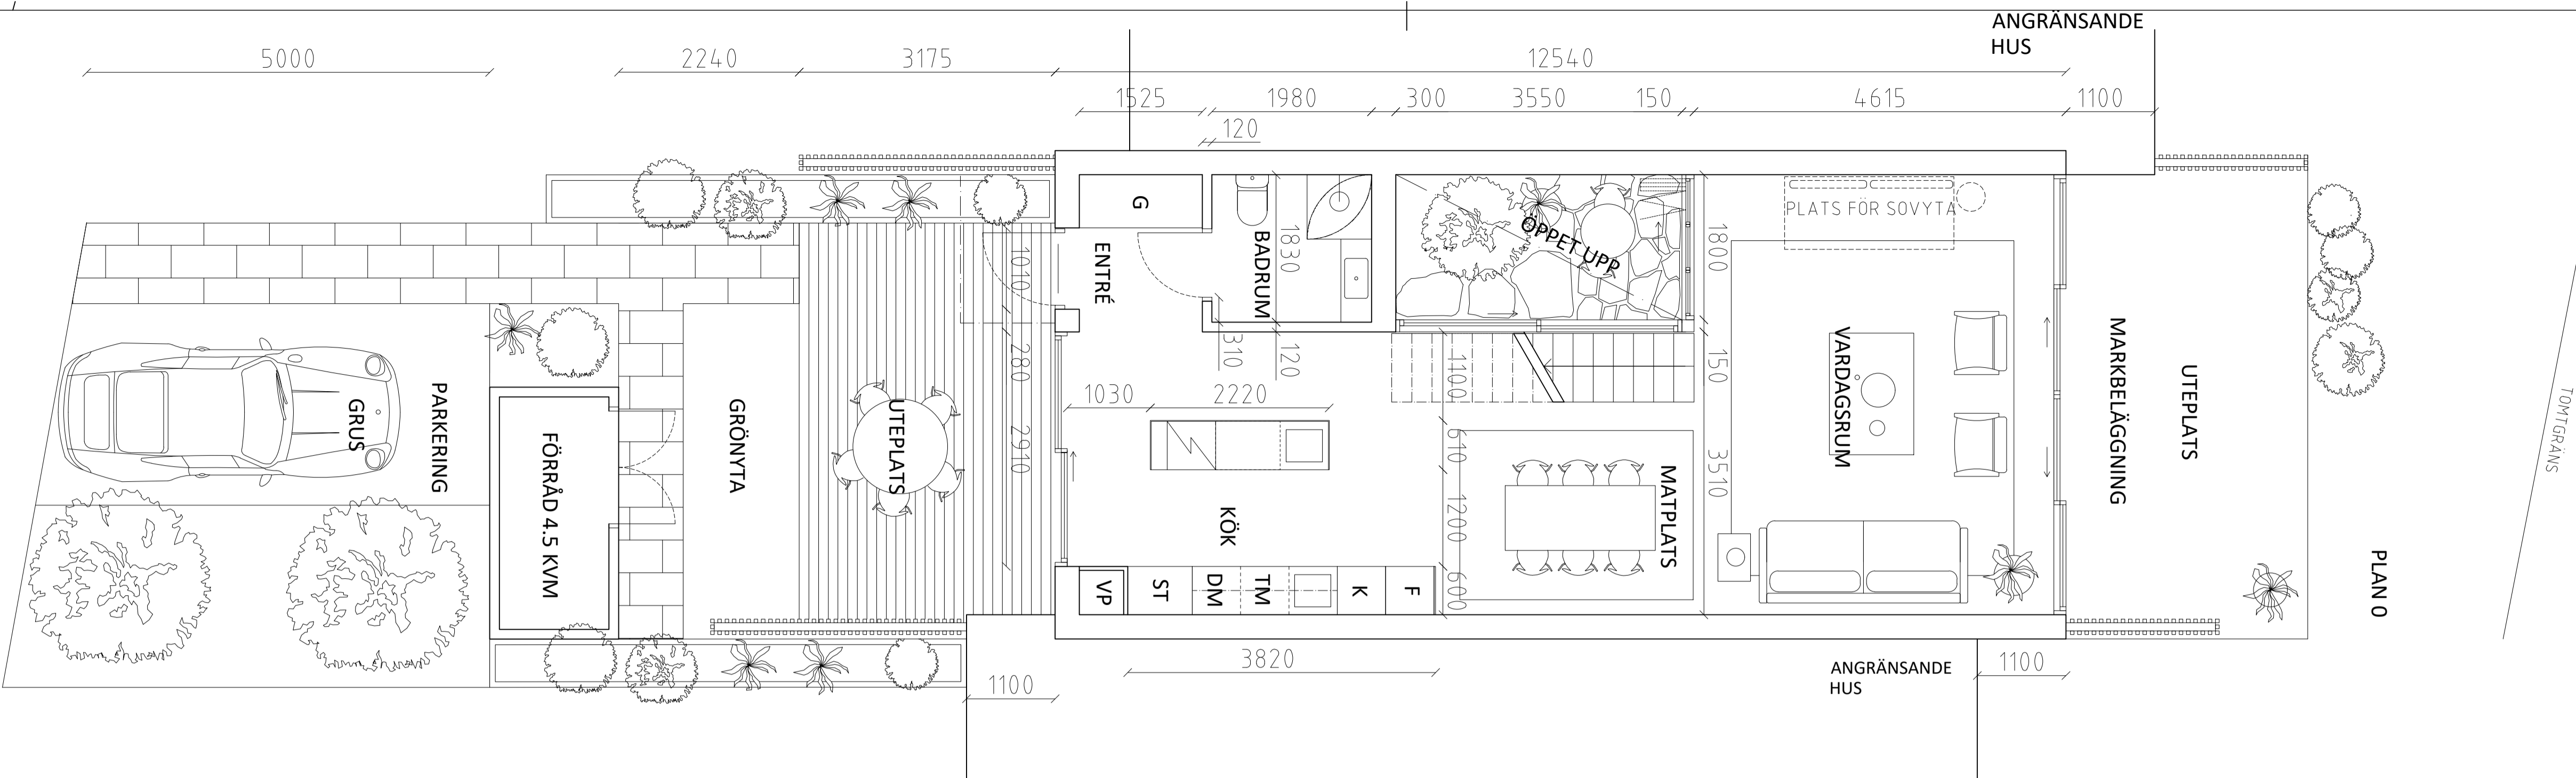 ANGRÄNSANDE
HUS
5000
2240
3175
12540
1525
1980
300
3550
150
4615
1100
120
G
ENTRÉ
BADRUM
1830
ÖPPET UPP
PLATS FÖR SOVYTA
1800
1010
280
2910
310
120
1100
150
1030
2220
610
1200
600
3510
PARKERING
GRUS
FÖRRÅD 4.5 KVM
GRÖNYTA
UTEPLATS
KÖK
MATPLATS
VARDAGSRUM
MARKBELÄGGNING
UTEPLATS
TOMTGRÄNS
PLAN 0
VP
ST
DM
TM
K
F
3820
1100
ANGRÄNSANDE
HUS
1100